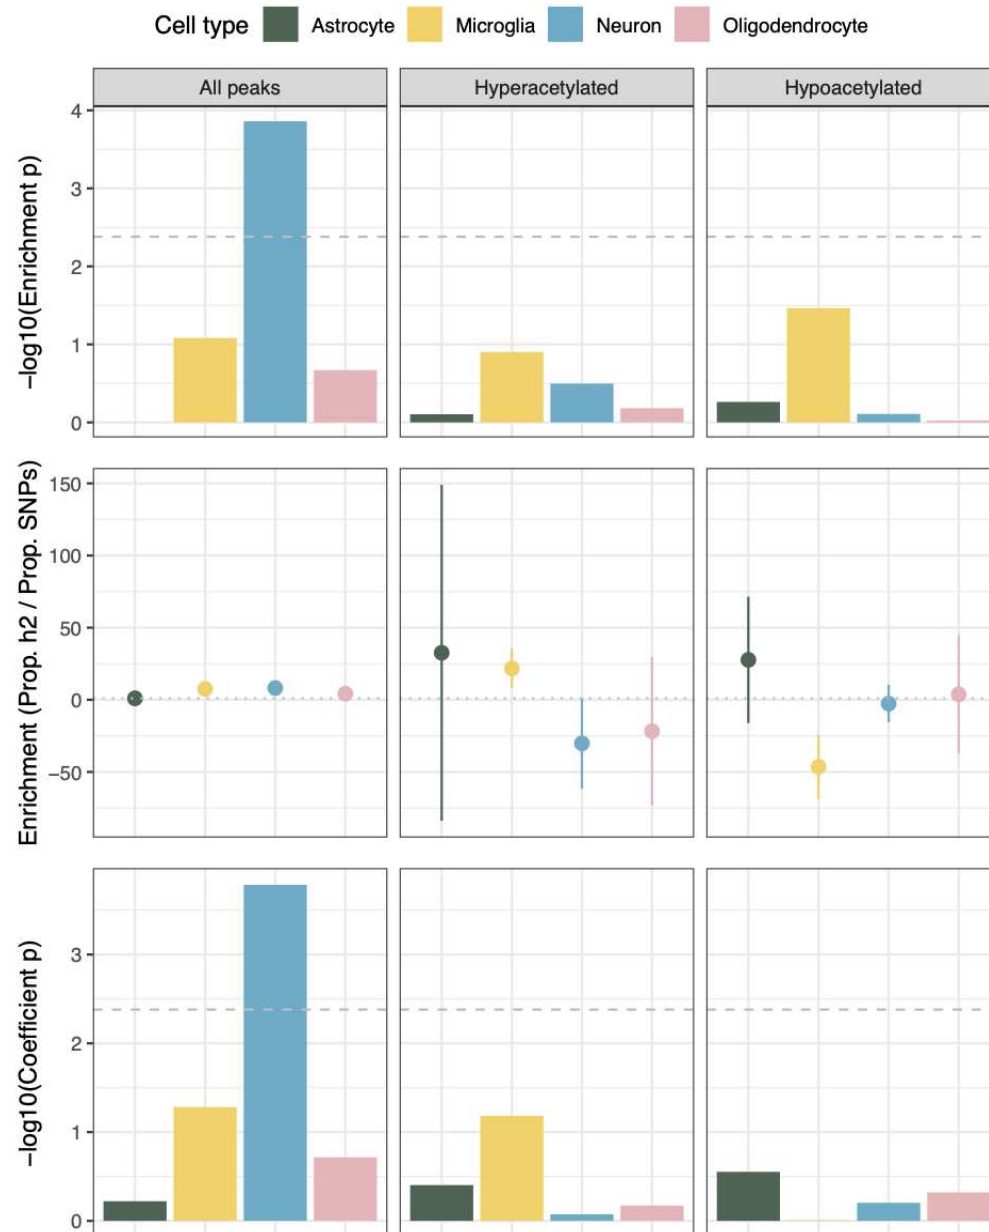 Cell type Astrocyte Microglia Neuron Oligodendrocyte
All peaks Hyperacetylated Hypoacetylated
−log10(Enrichment p)
4
3
2
1
0
Enrichment (Prop. h2 / Prop. SNPs)
150
100
50
0
−50
−log10(Coefficient p)
3
2
1
0